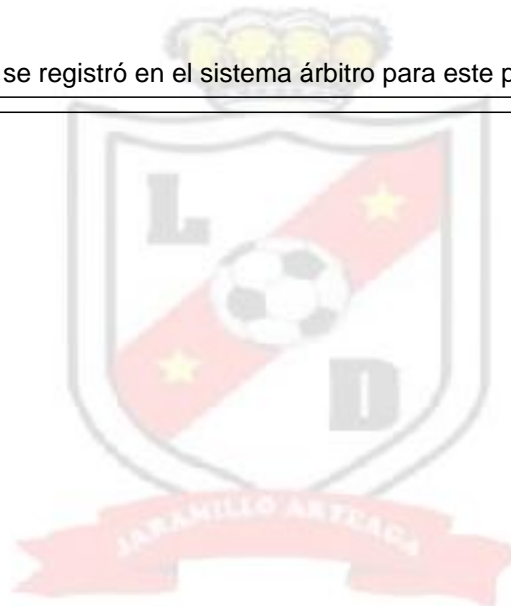 se registró en el sistema árbitro para este p
L
D
JARAMILLO ARTEAGA